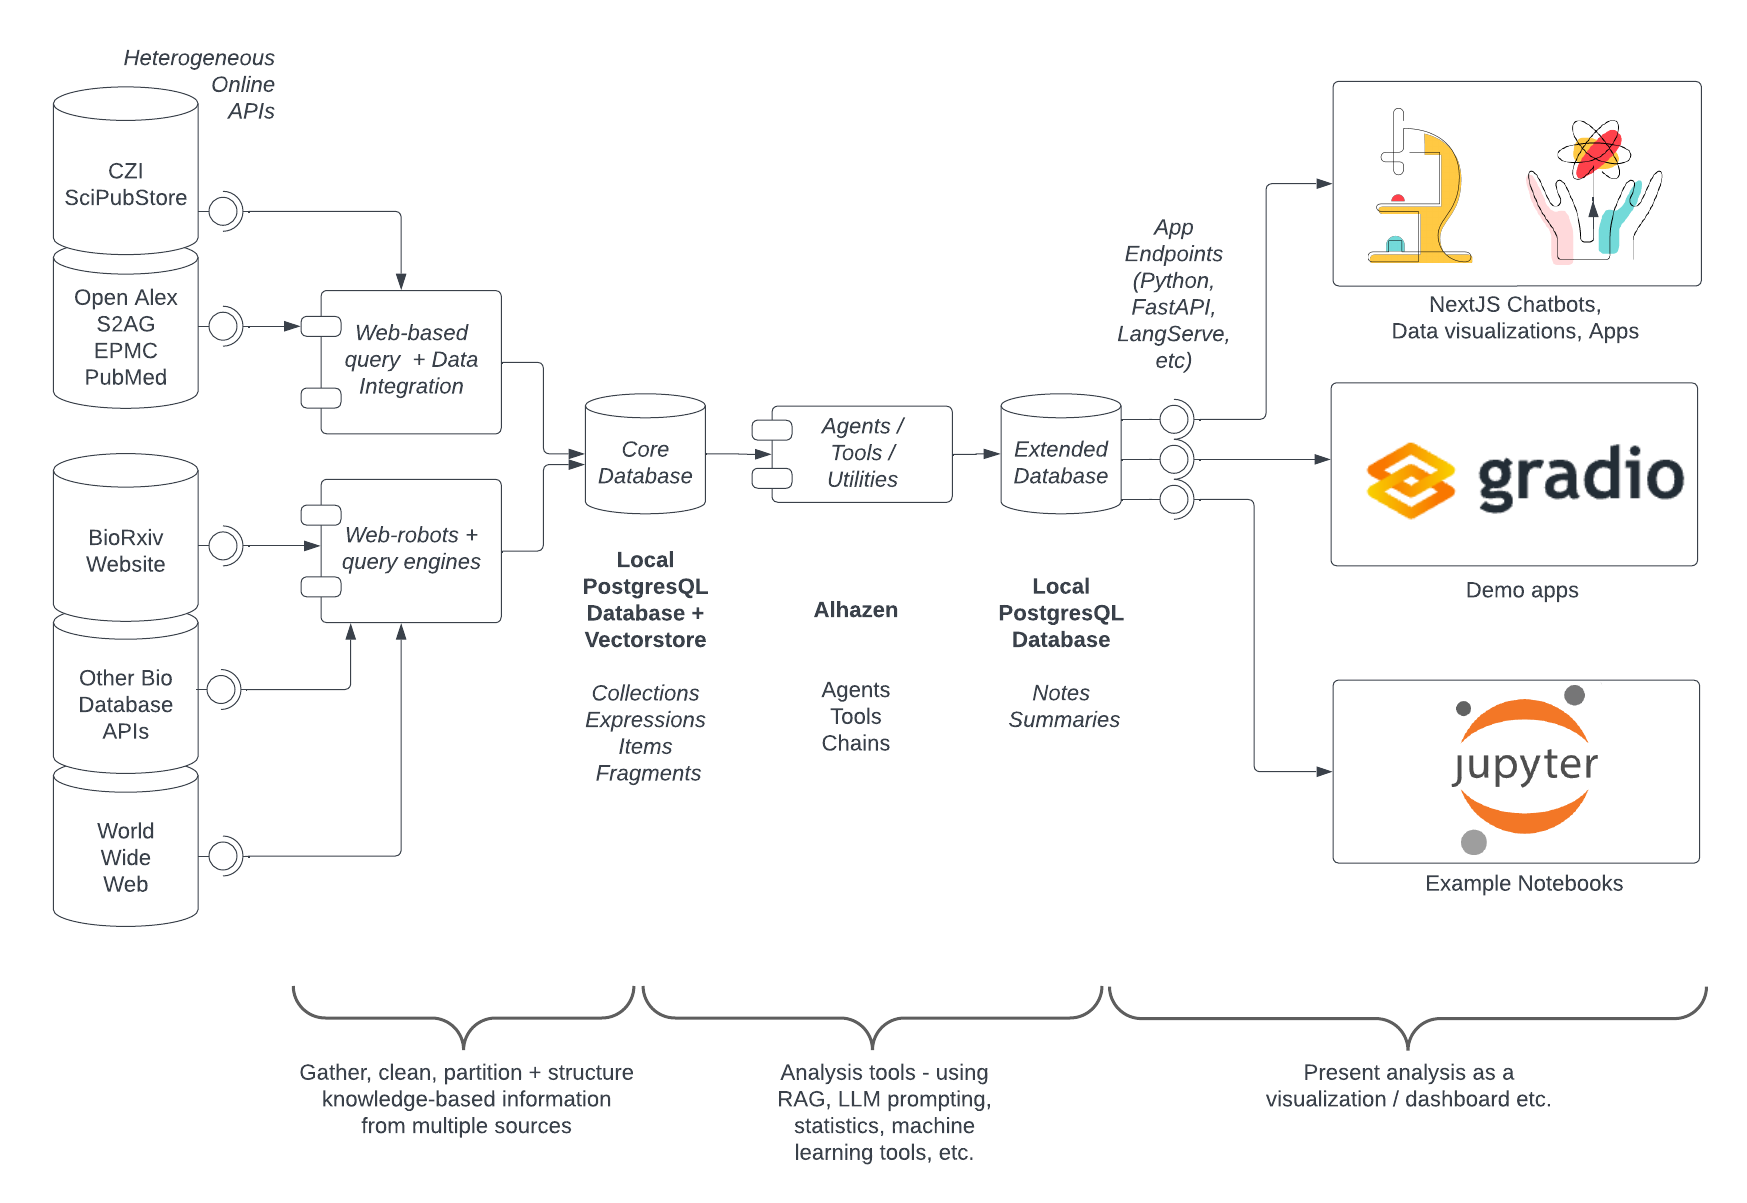 Heterogeneous
Online
APIs
CZI
SciPubStore
Open Alex
S2AG
EPMC
PubMed
BioRxiv
Website
Other Bio
Database
APIs
World
Wide
Web
Web-based
query + Data
Integration
Web-robots +
query engines
Core
Database
Local
PostgresQL
Database +
Vectorstore
Collections
Expressions
Items
Fragments
Agents /
Tools /
Utilities
Alhazen
Agents
Tools
Chains
Extended
Database
Local
PostgresQL
Database
Notes
Summaries
App
Endpoints
(Python,
FastAPI,
LangServe,
etc)
NextJS Chatbots,
Data visualizations, Apps
gradio
Demo apps
jupyter
Example Notebooks
Gather, clean, partition + structure
knowledge-based information
from multiple sources
Analysis tools - using
RAG, LLM prompting,
statistics, machine
learning tools, etc.
Present analysis as a
visualization / dashboard etc.